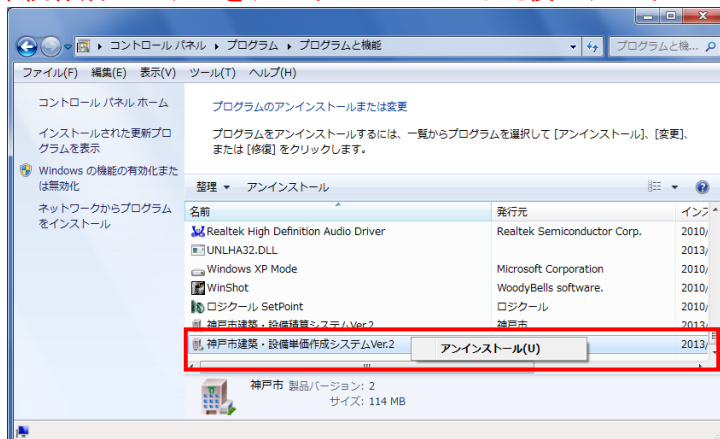 コントロール パネル ▸ プログラム ▸ プログラムと機能
プログラムと機...
ファイル(F) 編集(E) 表示(V) ツール(T) ヘルプ(H)
コントロール パネル ホーム
インストールされた更新プロ
グラムを表示
Windows の機能の有効化また
は無効化
ネットワークからプログラム
をインストール
プログラムのアンインストールまたは変更
プログラムをアンインストールするには、一覧からプログラムを選択して [アンインストール]、[変更]、
または [修復] をクリックします。
整理 ▼ アンインストール
名前 発行元 インス
Realtek High Definition Audio Driver Realtek Semiconductor Corp. 2010/
UNLHA32.DLL 2013/
Windows XP Mode Microsoft Corporation 2010/
WinShot WoodyBells software. 2010/
ロジクール SetPoint ロジクール 2010/
神戸市建築・設備積算システムVer.2 神戸市 2013/
神戸市建築・設備単価作成システムVer.2 2013/
アンインストール(U)
神戸市 製品バージョン: 2
サイズ: 114 MB